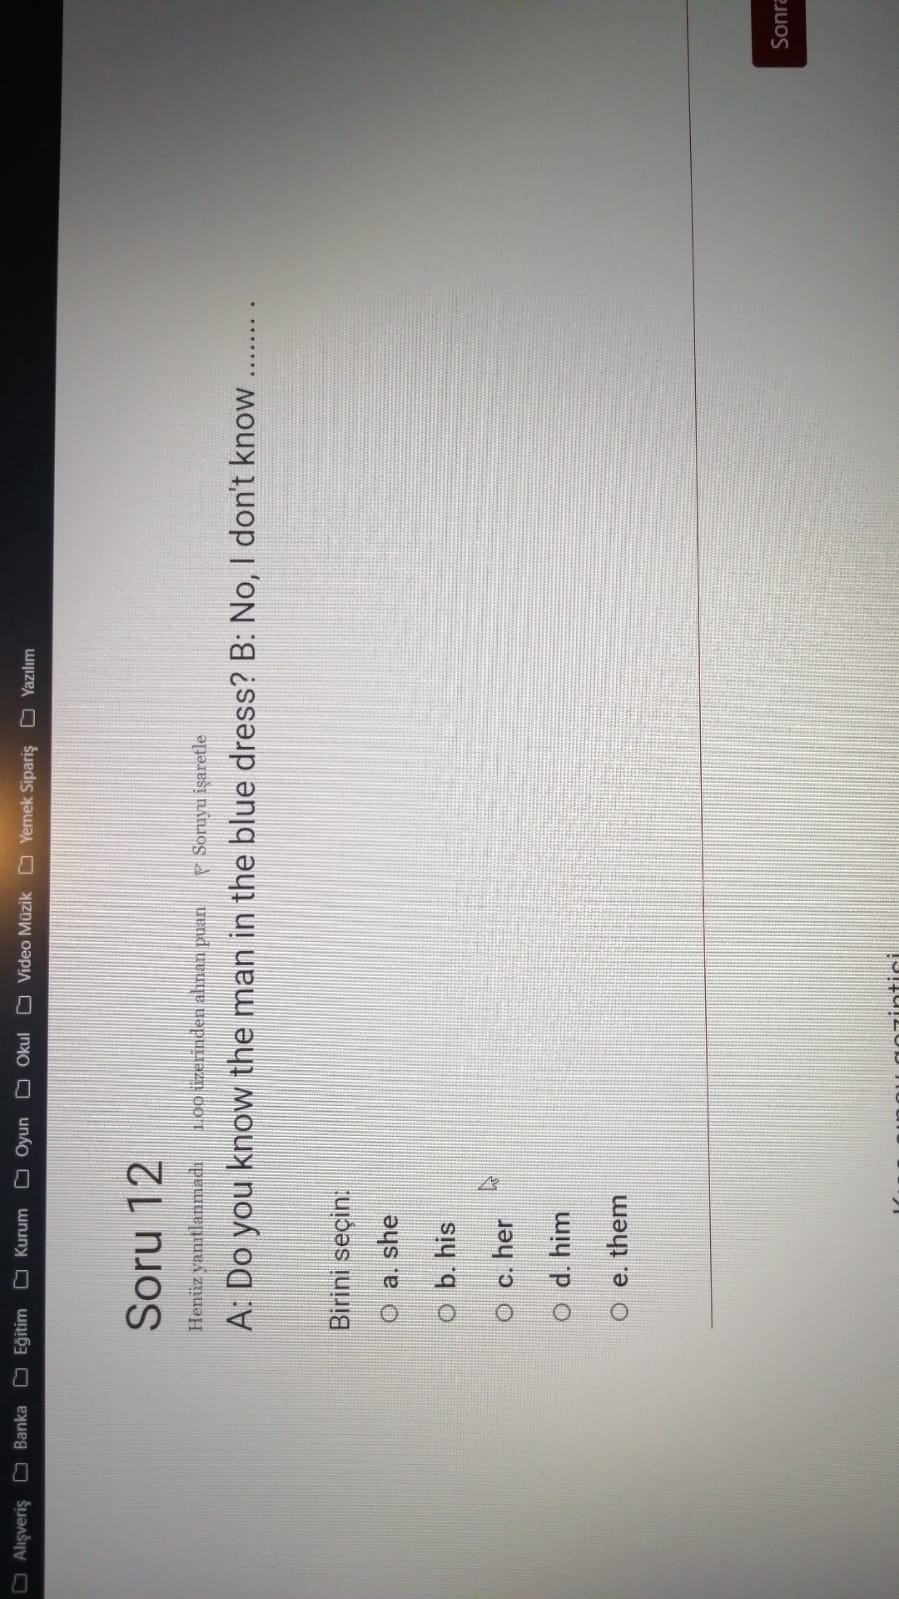 Alışveriş Banka Eğitim Kurum Oyun Okul Video Müzik Yemek Sipariş Yazılım
Soru 12
Henüz yanıtlanmadı 1.00 üzerinden alınan puan Soruyu işaretle
A: Do you know the man in the blue dress? B: No, I don't know ....... .
Birini seçin:
a. she
b. his
c. her
d. him
e. them